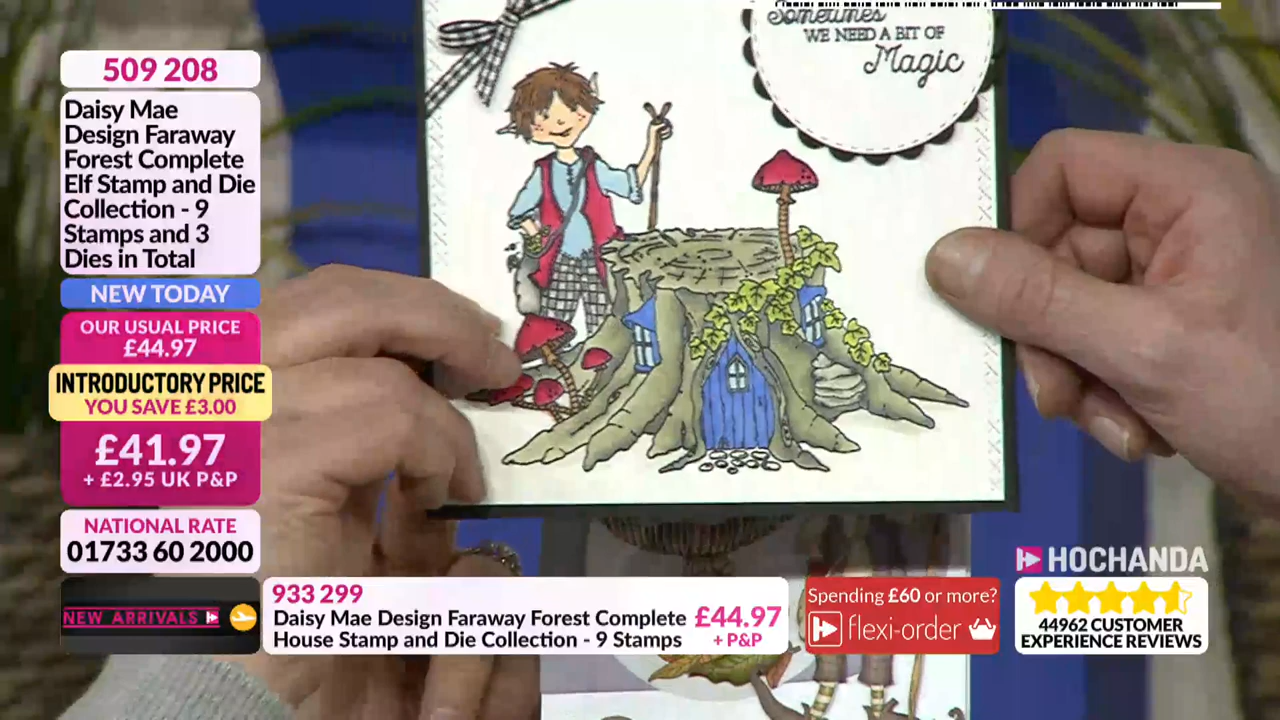 Sometimes
WE NEED A BIT OF
Magic
509 208
Daisy Mae
Design Faraway
Forest Complete
Elf Stamp and Die
Collection - 9
Stamps and 3
Dies in Total
NEW TODAY
OUR USUAL PRICE
£44.97
INTRODUCTORY PRICE
YOU SAVE £3.00
£41.97
+ £2.95 UK P&P
NATIONAL RATE
01733 60 2000
HOCHANDA
NEW ARRIVALS
933 299
Daisy Mae Design Faraway Forest Complete
House Stamp and Die Collection - 9 Stamps
£44.97
+ P&P
Spending £60 or more?
flexi-order
44962 CUSTOMER
EXPERIENCE REVIEWS